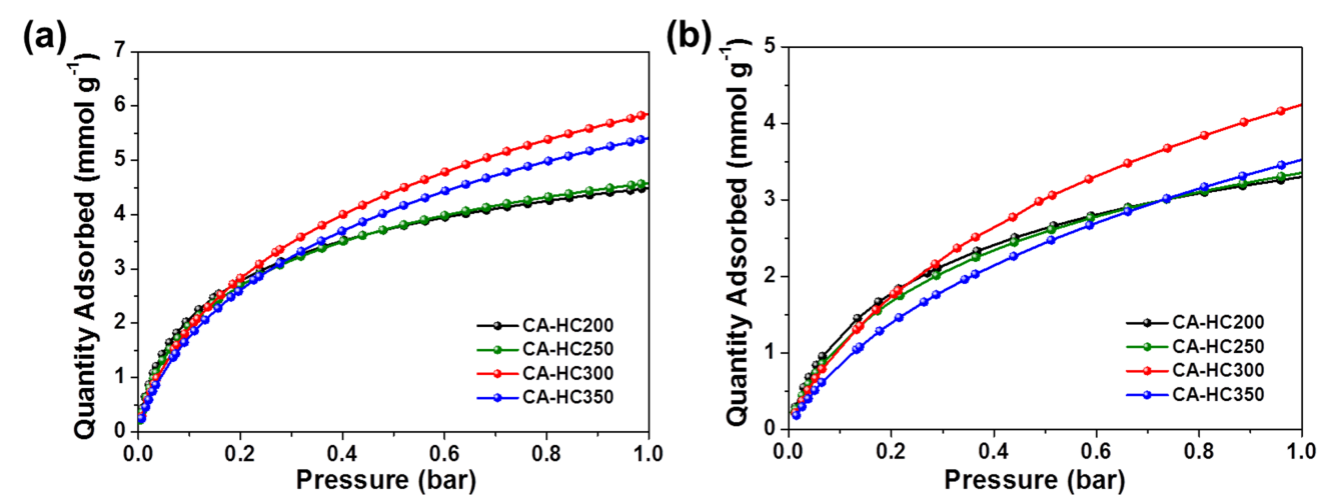 (a)
Quantity Adsorbed (mmol g⁻¹)
7
6
5
4
3
2
1
0
CA-HC200
CA-HC250
CA-HC300
CA-HC350
0.0 0.2 0.4 0.6 0.8 1.0
Pressure (bar)
(b)
Quantity Adsorbed (mmol g⁻¹)
5
4
3
2
1
0
CA-HC200
CA-HC250
CA-HC300
CA-HC350
0.0 0.2 0.4 0.6 0.8 1.0
Pressure (bar)